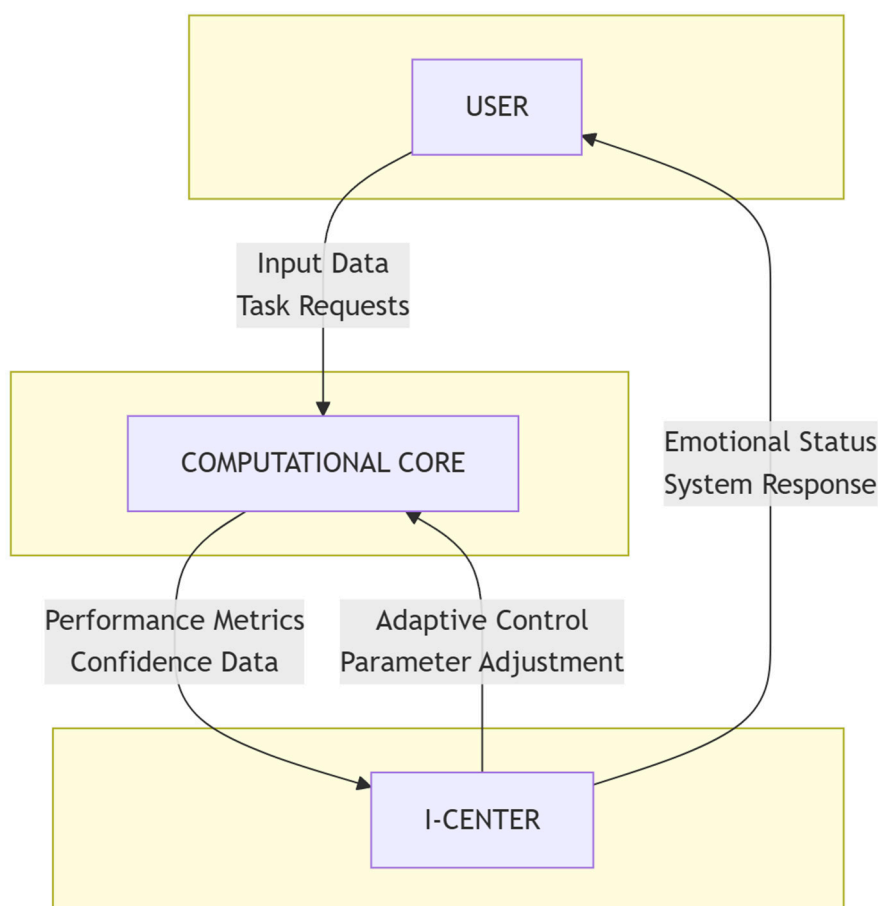 USER
Input Data
Task Requests
COMPUTATIONAL CORE
Emotional Status
System Response
Performance Metrics
Confidence Data
Adaptive Control
Parameter Adjustment
I-CENTER